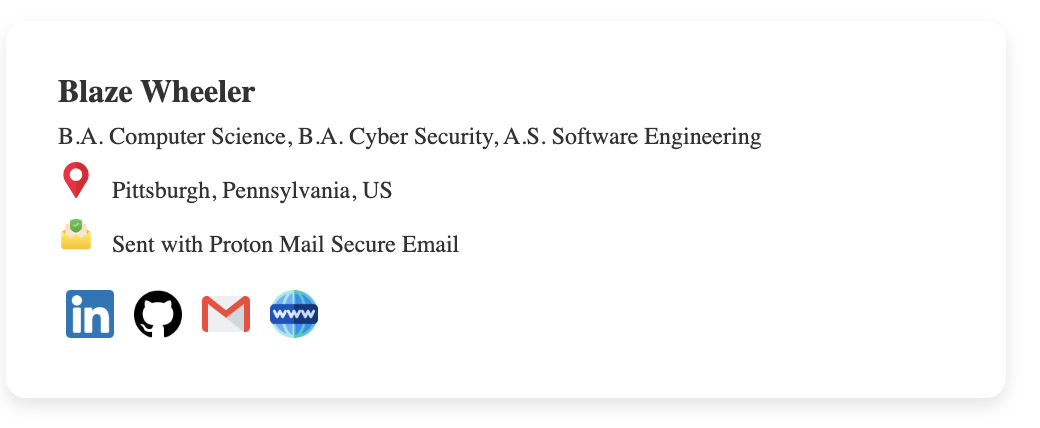 Blaze Wheeler
B.A. Computer Science, B.A. Cyber Security, A.S. Software Engineering
Pittsburgh, Pennsylvania, US
Sent with Proton Mail Secure Email
in
www